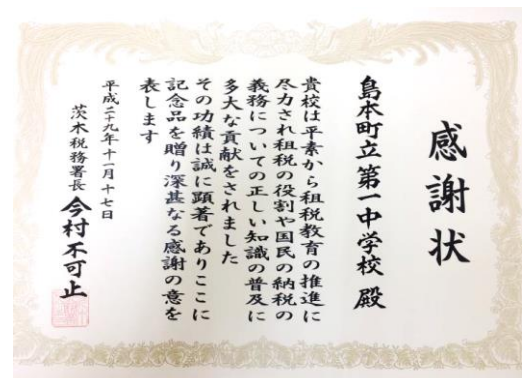 感謝状
島本町立第一中学校 殿
貴校は平素から租税教育の推進に
尽力され租税の役割や国民の納税の
義務についての正しい知識の普及に
多大な貢献をされました
その功績は誠に顕著でありここに
記念品を贈り深甚なる感謝の意を
表します
平成二十九年十一月十七日
茨木税務署長 今村不可止